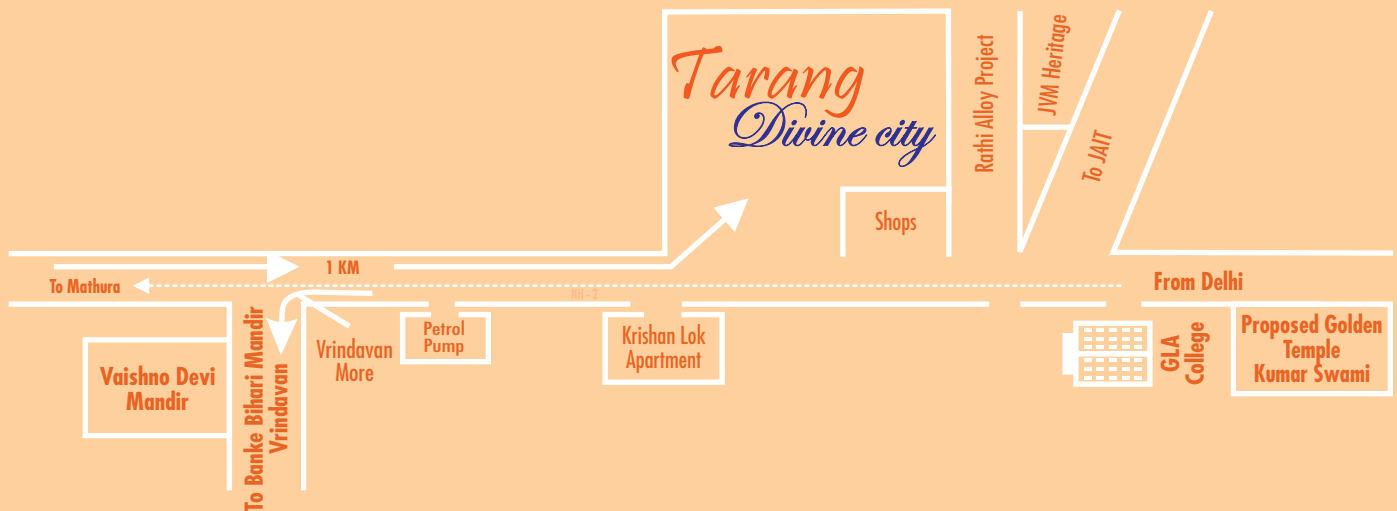 Tarang
Divine city
Rathi Alloy Project
JVM Heritage
To JAIT
Shops
1 KM
To Mathura
From Delhi
NH - 2
Vaishno Devi
Mandir
To Banke Bihari Mandir
Vrindavan
Vrindavan
More
Petrol
Pump
Krishan Lok
Apartment
GLA
College
Proposed Golden
Temple
Kumar Swami